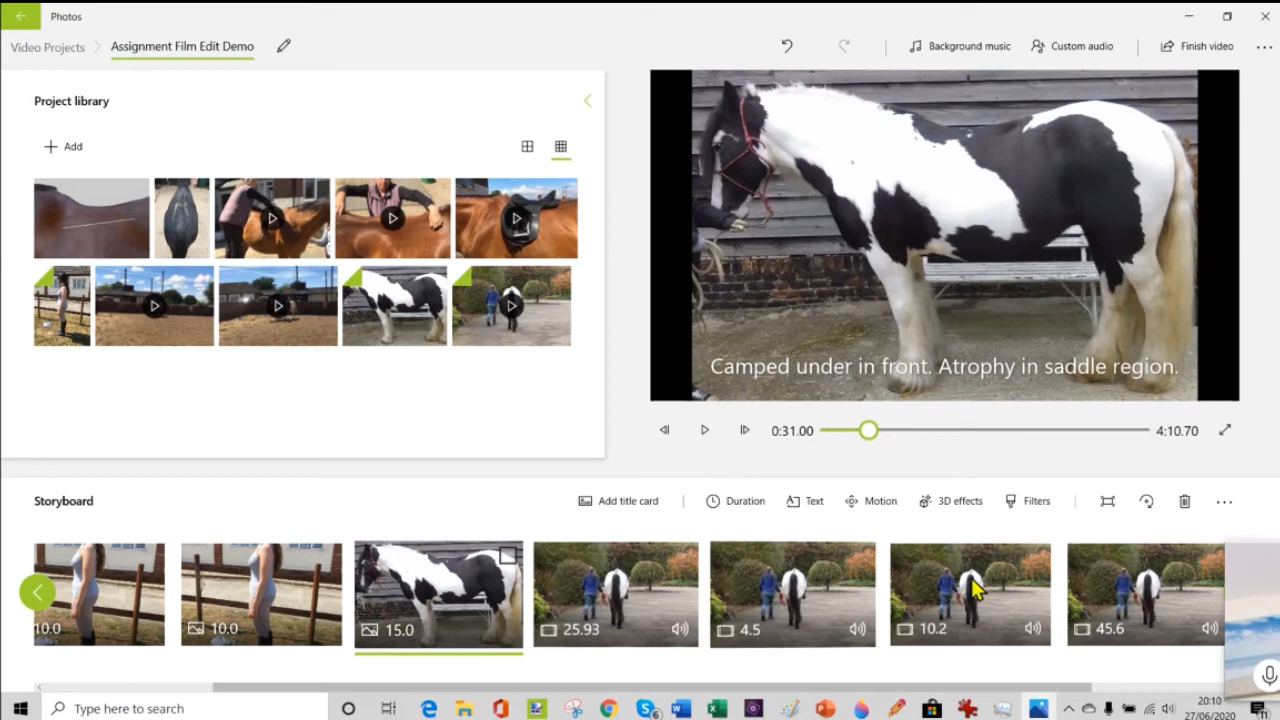 Photos
Video Projects
Assignment Film Edit Demo
Background music
Custom audio
Finish video
Project library
Add
Camped under in front. Atrophy in saddle region.
0:31.00
4:10.70
Storyboard
Add title card
Duration
Text
Motion
3D effects
Filters
10.0
10.0
15.0
25.93
4.5
10.2
45.6
Type here to search
6
20:10
27/06/2020
11